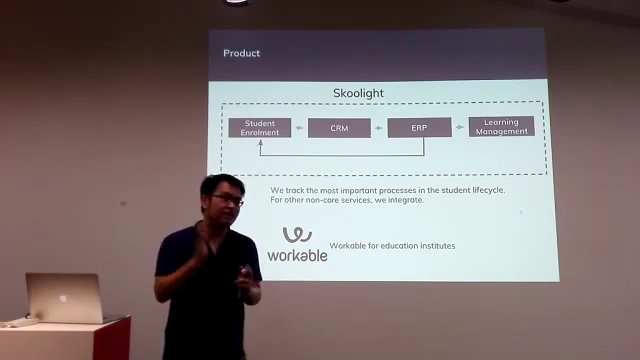 Product
Skoolight
Student
Enrolment
CRM
ERP
Learning
Management
We track the most important processes in the student lifecycle.
For other non-care services, we integrate.
workable
Workable for education institutes